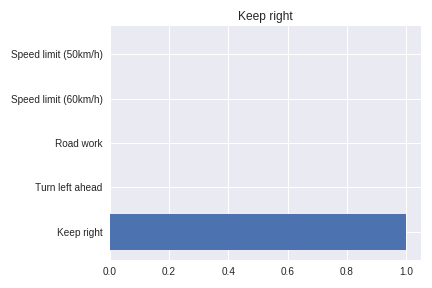 Keep right
Speed limit (50km/h)
Speed limit (60km/h)
Road work
Turn left ahead
Keep right
0.0 0.2 0.4 0.6 0.8 1.0